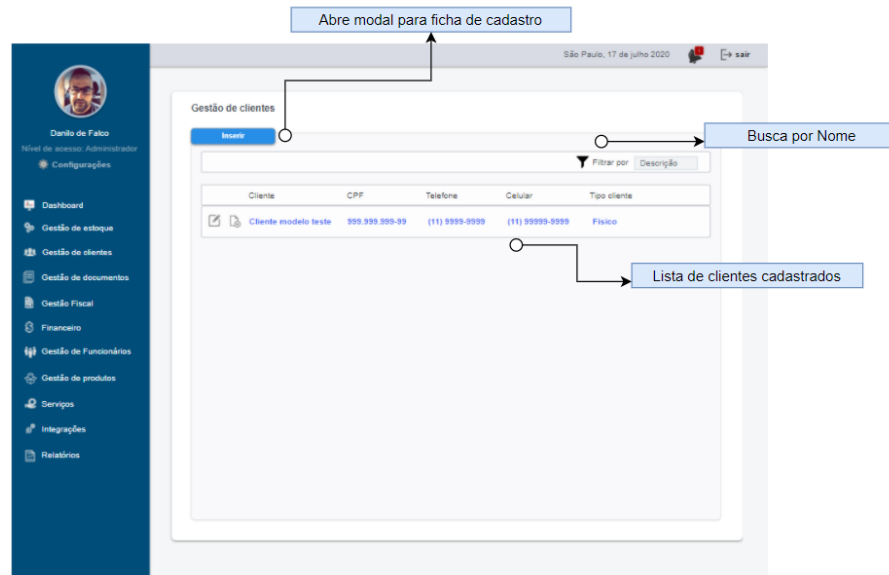 Abre modal para ficha de cadastro
São Paulo, 17 de julho 2020
sair
Danilo de Falco
Nível de acesso: Administrador
Configurações
Gestão de clientes
Inserir
Busca por Nome
Filtrar por Descrição
Cliente CPF Telefone Celular Tipo cliente
Cliente modelo teste 999.999.999-99 (11) 9999-9999 (11) 99999-9999 Fisico
Lista de clientes cadastrados
Dashboard
Gestão de estoque
Gestão de clientes
Gestão de documentos
Gestão Fiscal
Financeiro
Gestão de Funcionários
Gestão de produtos
Serviços
Integrações
Relatórios